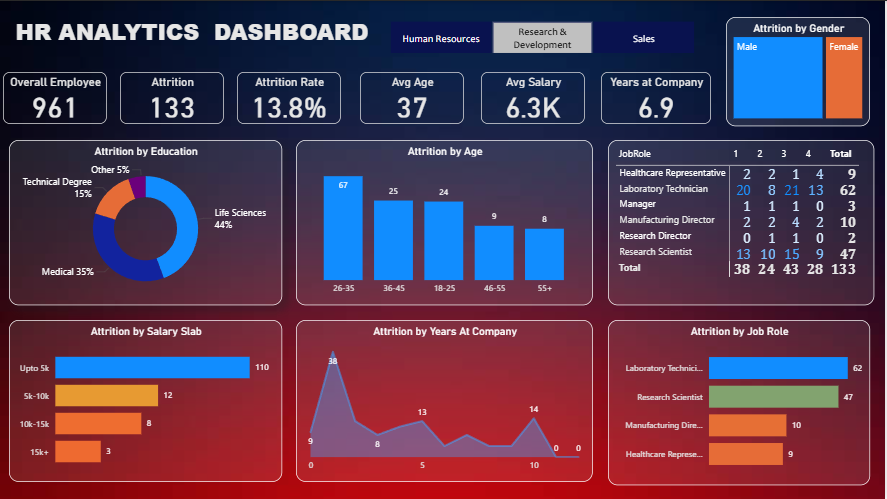 HR ANALYTICS DASHBOARD
Human Resources
Research &
Development
Sales
Attrition by Gender
Male
Female
Overall Employee
961
Attrition
133
Attrition Rate
13.8%
Avg Age
37
Avg Salary
6.3K
Years at Company
6.9
Attrition by Education
Other 5%
Technical Degree
15%
Life Sciences
44%
Medical 35%
Attrition by Age
67
25
24
9
8
26-35
36-45
18-25
46-55
55+
JobRole 1 2 3 4 Total
Healthcare Representative 2 2 1 4 9
Laboratory Technician 20 8 21 13 62
Manager 1 1 1 0 3
Manufacturing Director 2 2 4 2 10
Research Director 0 1 1 0 2
Research Scientist 13 10 15 9 47
Total 38 24 43 28 133
Attrition by Salary Slab
Upto 5k 110
5k-10k 12
10k-15k 8
15k+ 3
Attrition by Years At Company
38
9
8
13
14
0
0
0
5
10
Attrition by Job Role
Laboratory Technici... 62
Research Scientist 47
Manufacturing Dire... 10
Healthcare Represe... 9